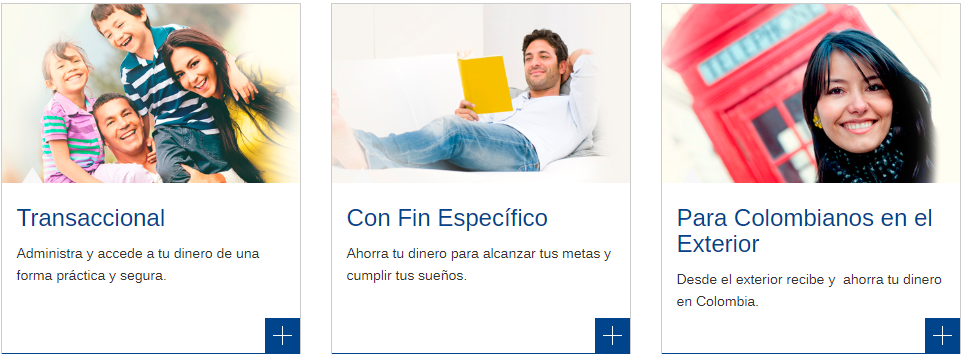 TELEPHONE
Transaccional
Administra y accede a tu dinero de una
forma práctica y segura.
Con Fin Específico
Ahorra tu dinero para alcanzar tus metas y
cumplir tus sueños.
Para Colombianos en el
Exterior
Desde el exterior recibe y  ahorra tu dinero
en Colombia.